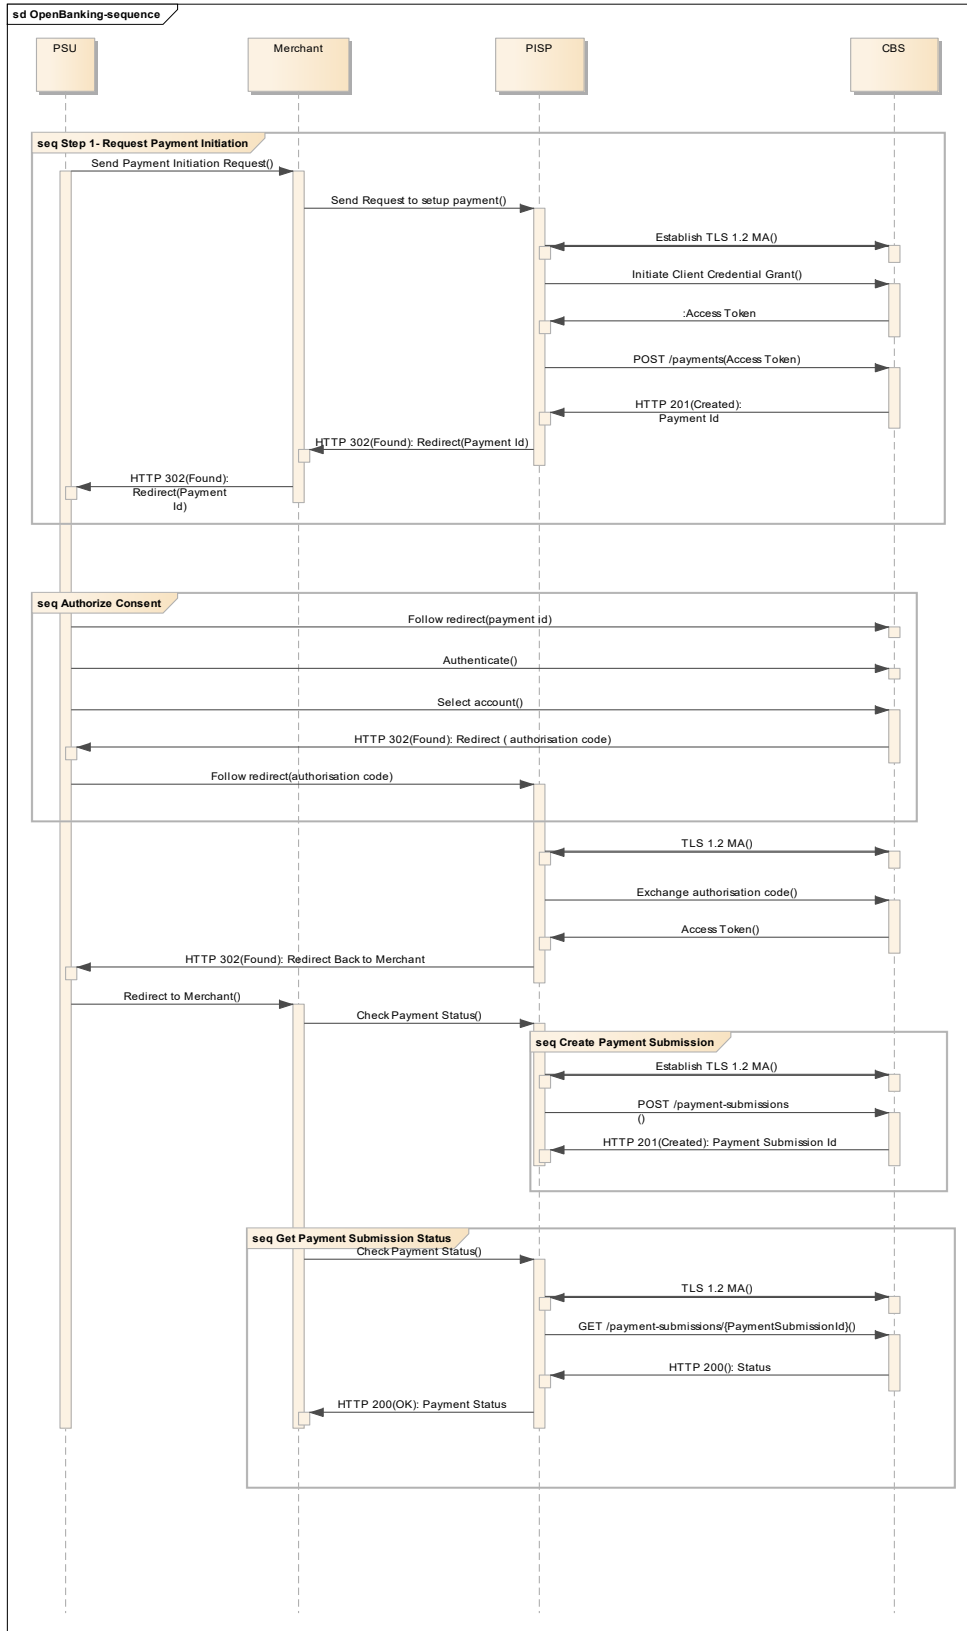 sd OpenBanking-sequence
PSU
Merchant
PISP
CBS
seq Step 1- Request Payment Initiation
Send Payment Initiation Request()
Send Request to setup payment()
Establish TLS 1.2 MA()
Initiate Client Credential Grant()
:Access Token
POST /payments(Access Token)
HTTP 201(Created):
Payment Id
HTTP 302(Found): Redirect(Payment Id)
HTTP 302(Found):
Redirect(Payment
Id)
seq Authorize Consent
Follow redirect(payment id)
Authenticate()
Select account()
HTTP 302(Found): Redirect ( authorisation code)
Follow redirect(authorisation code)
TLS 1.2 MA()
Exchange authorisation code()
Access Token()
HTTP 302(Found): Redirect Back to Merchant
Redirect to Merchant()
Check Payment Status()
seq Create Payment Submission
Establish TLS 1.2 MA()
POST /payment-submissions
()
HTTP 201(Created): Payment Submission Id
seq Get Payment Submission Status
Check Payment Status()
TLS 1.2 MA()
GET /payment-submissions/{PaymentSubmissionId}()
HTTP 200(): Status
HTTP 200(OK): Payment Status